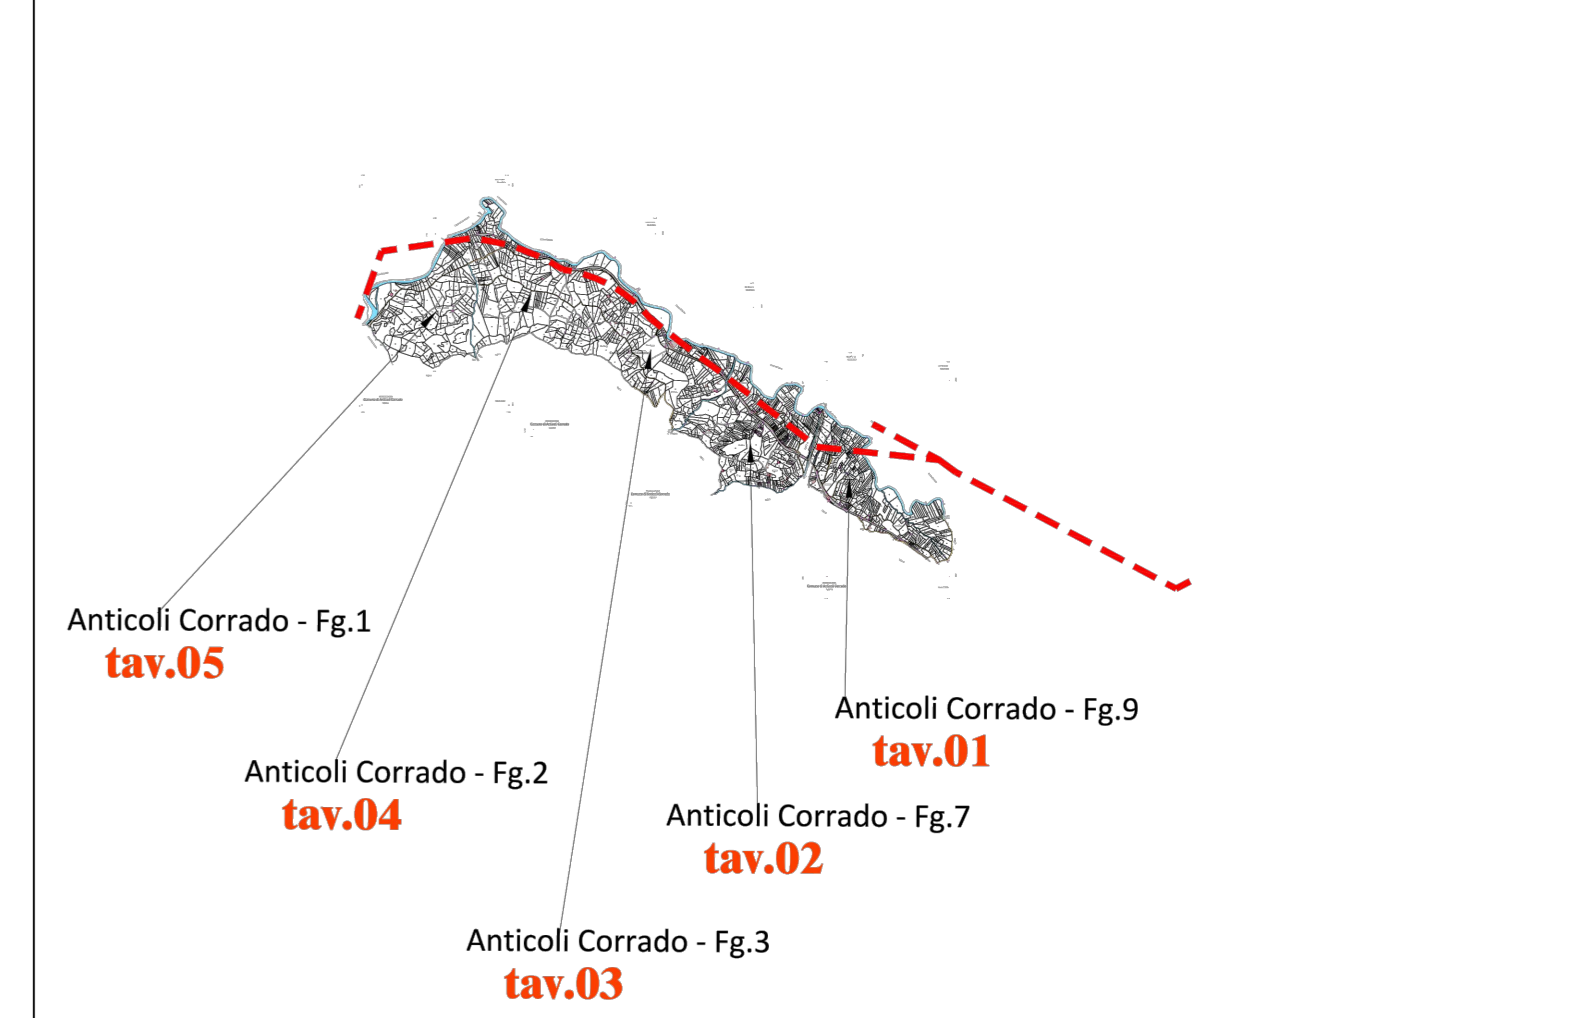 Anticoli Corrado - Fg.1
tav.05
Anticoli Corrado - Fg.9
tav.01
Anticoli Corrado - Fg.2
tav.04
Anticoli Corrado - Fg.7
tav.02
Anticoli Corrado - Fg.3
tav.03